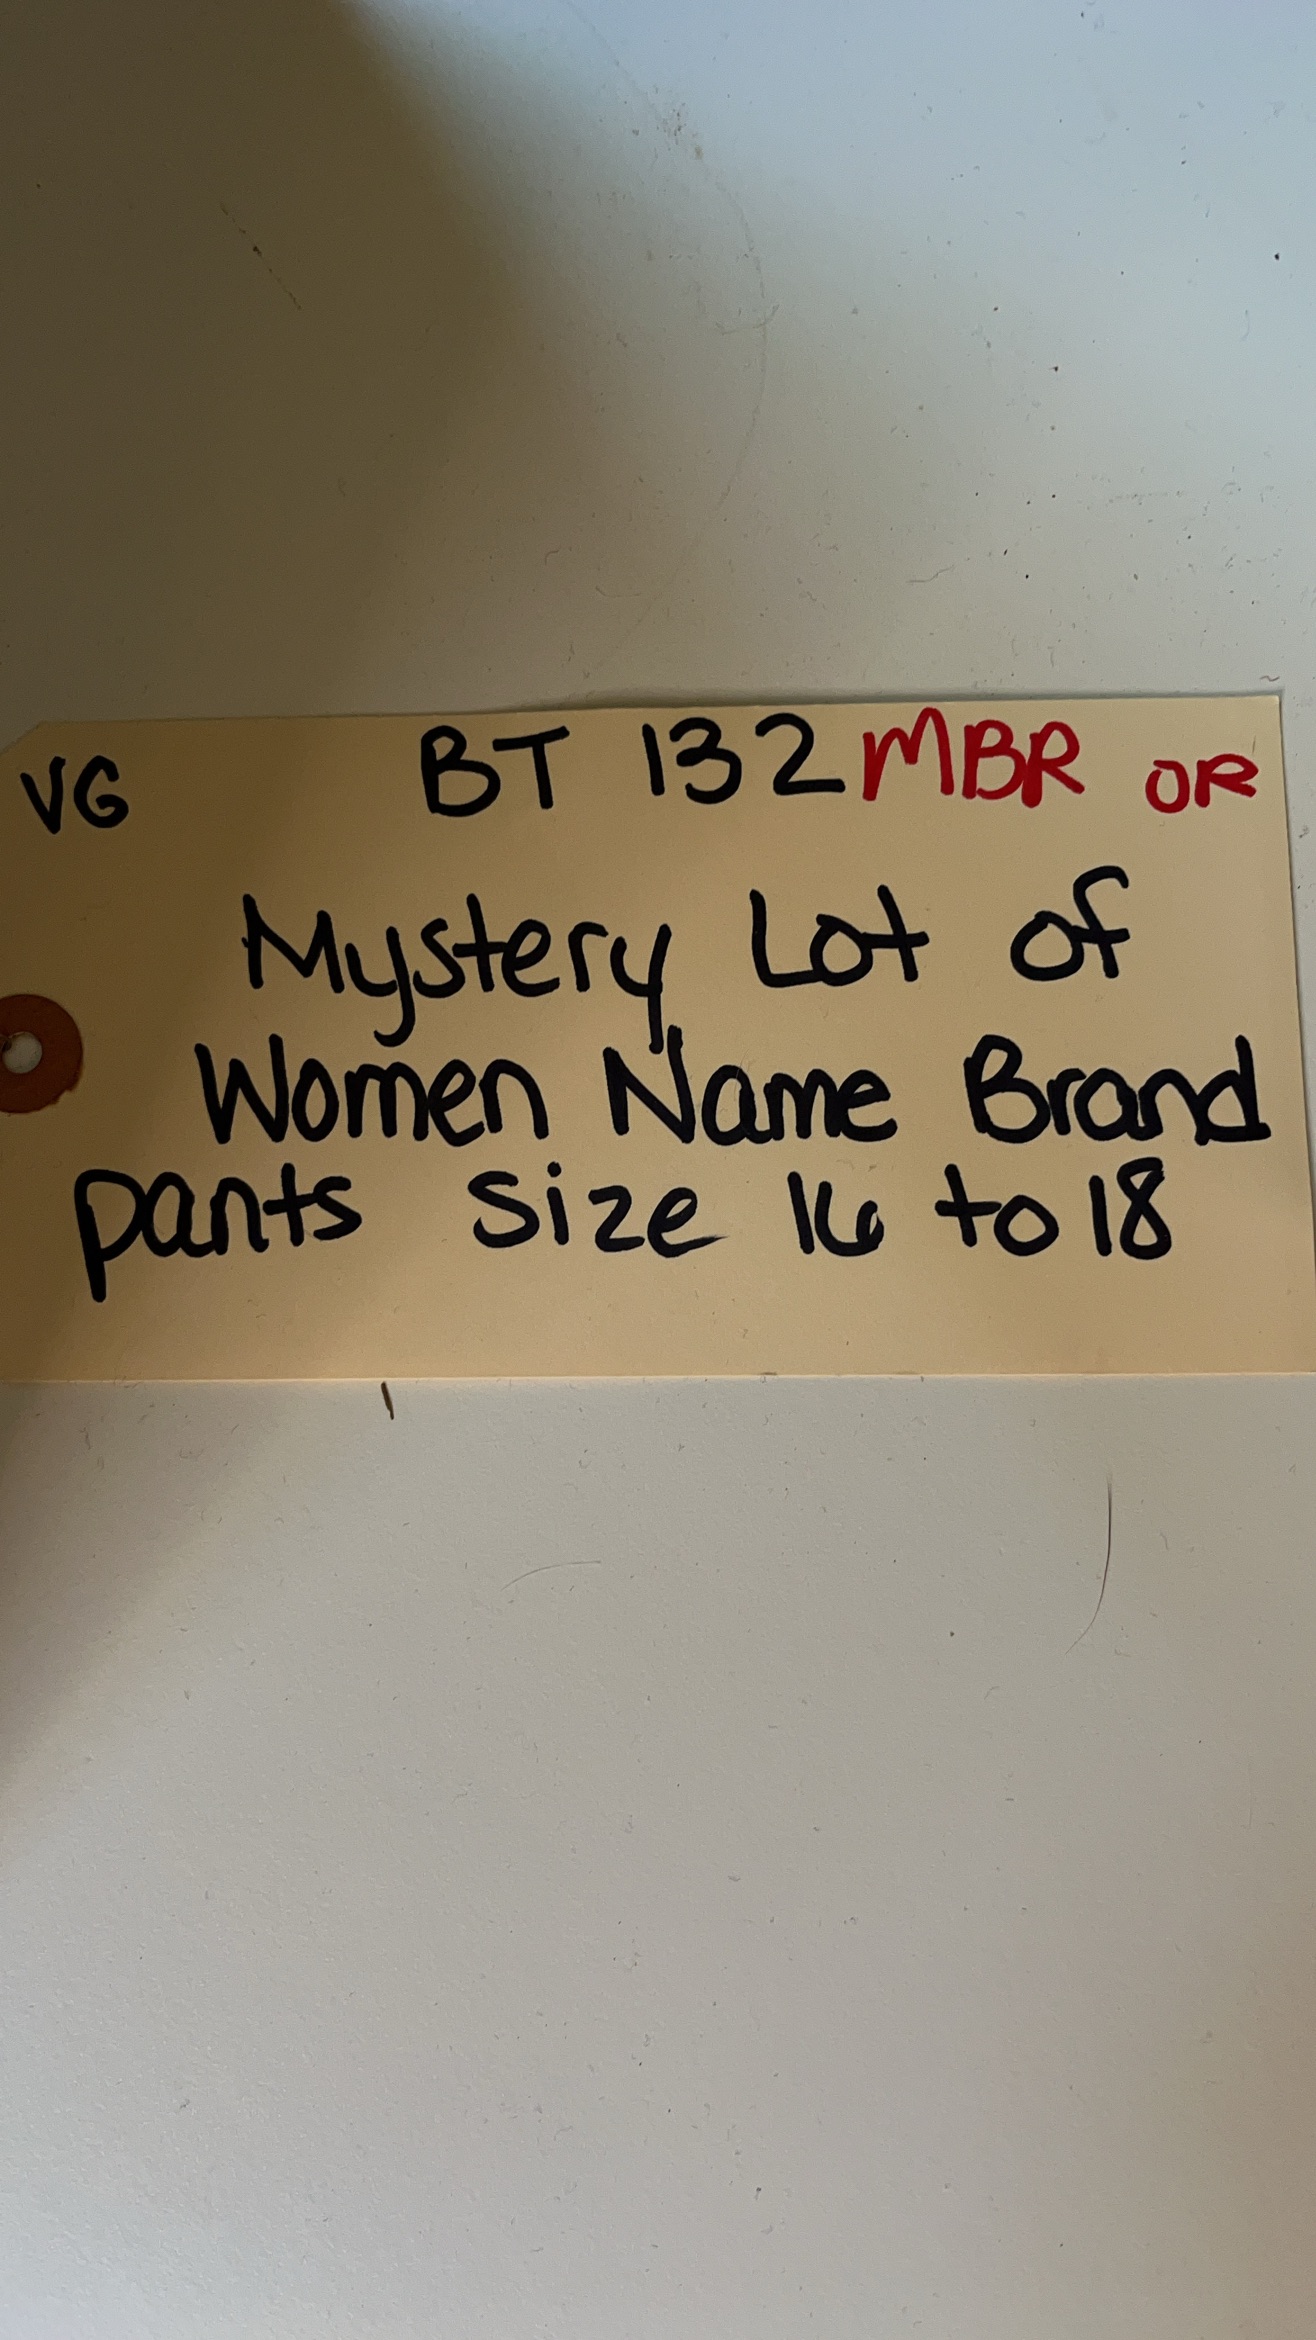 VG BT 132 MBR OR
Mystery Lot of
Women Name Brand
pants size 16 to 18